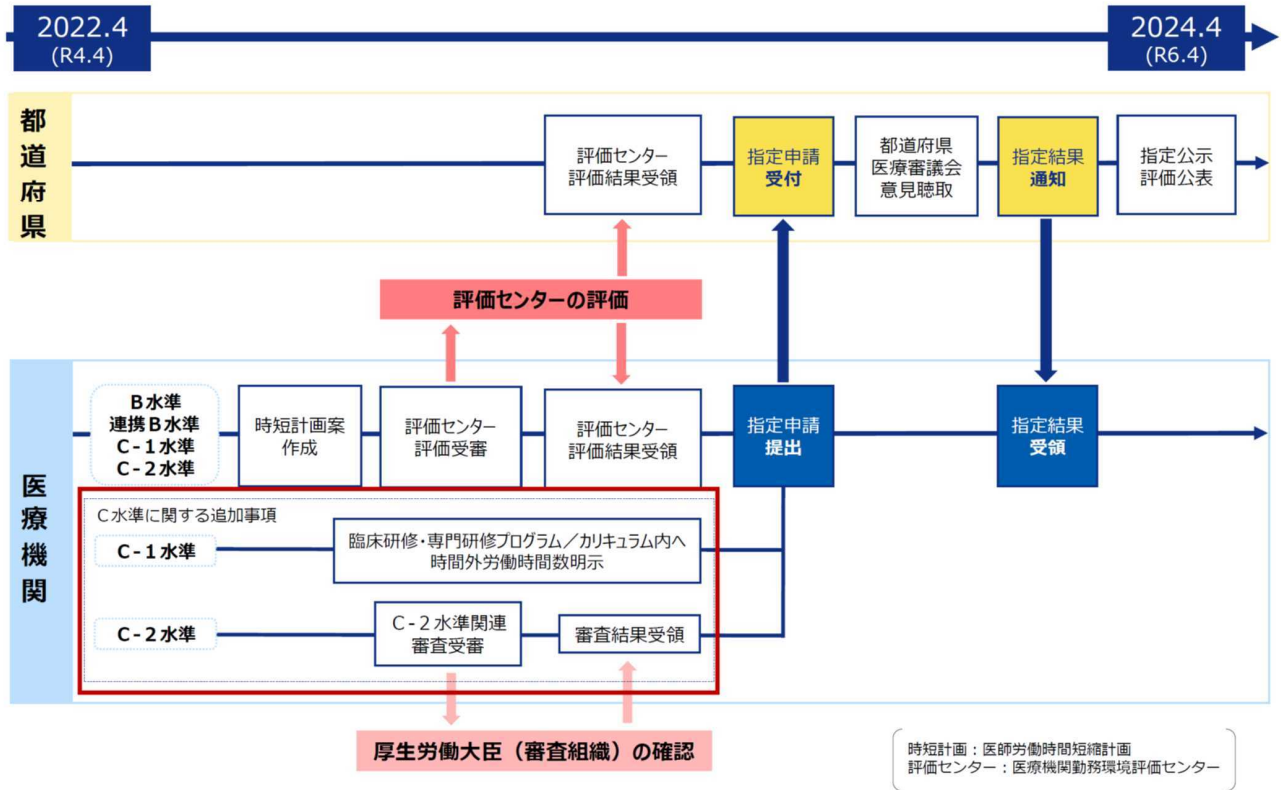 2022.4
(R4.4)
2024.4
(R6.4)
都道府県
評価センター
評価結果受領
指定申請
受付
都道府県
医療審議会
意見聴取
指定結果
通知
指定公示
評価公表
評価センターの評価
医療機関
B水準
連携B水準
C-1水準
C-2水準
時短計画案
作成
評価センター
評価受審
評価センター
評価結果受領
指定申請
提出
指定結果
受領
C水準に関する追加事項
C-1水準
臨床研修・専門研修プログラム／カリキュラム内へ
時間外労働時間数明示
C-2水準
C-2水準関連
審査受審
審査結果受領
厚生労働大臣（審査組織）の確認
時短計画：医師労働時間短縮計画
評価センター：医療機関勤務環境評価センター